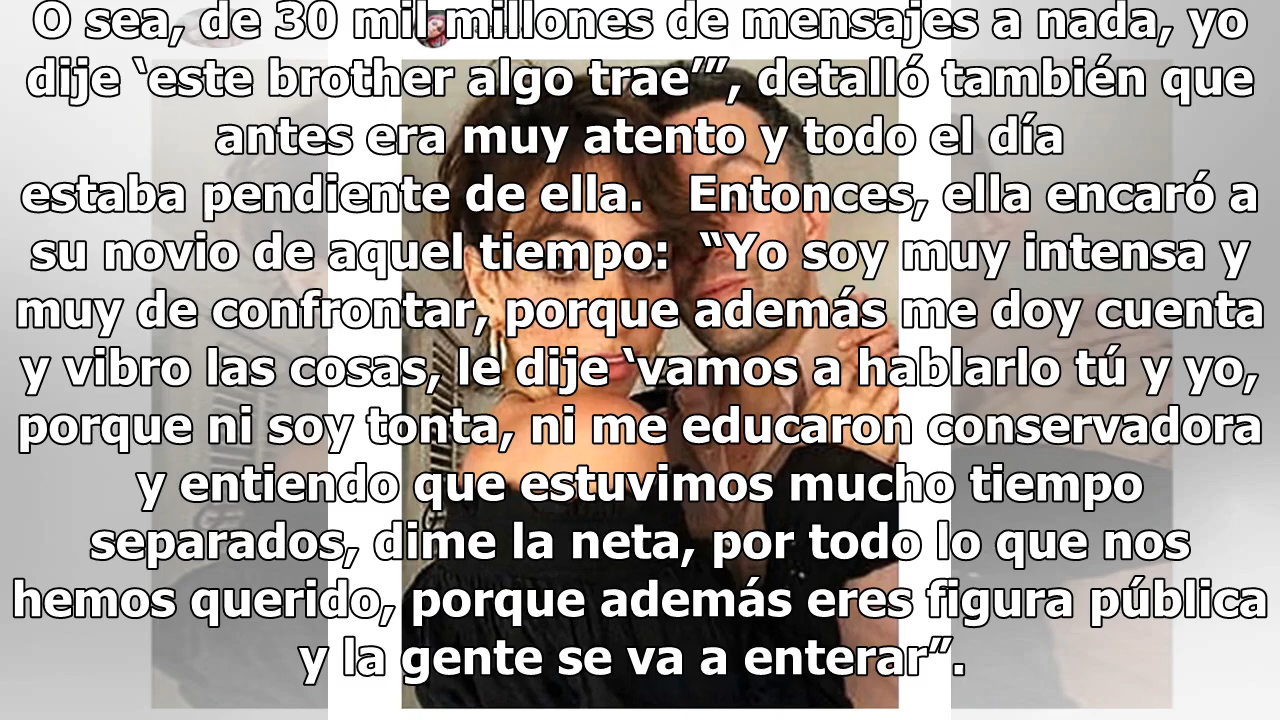 O sea, de 30 mil millones de mensajes a nada, yo
dije ‘este brother algo trae’”, detalló también que
antes era muy atento y todo el día
estaba pendiente de ella.   Entonces, ella encaró a
su novio de aquel tiempo:  “Yo soy muy intensa y
muy de confrontar, porque además me doy cuenta
y vibro las cosas, le dije ‘vamos a hablarlo tú y yo,
porque ni soy tonta, ni me educaron conservadora
y entiendo que estuvimos mucho tiempo
separados, dime la neta, por todo lo que nos
hemos querido, porque además eres figura pública
y la gente se va a enterar”.